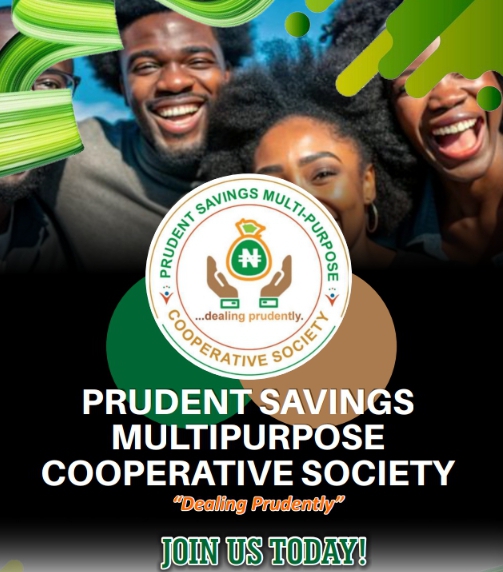 PRUDENT SAVINGS MULTI-PURPOSE
₦
...dealing prudently.
COOPERATIVE SOCIETY
PRUDENT SAVINGS
MULTIPURPOSE
COOPERATIVE SOCIETY
“Dealing Prudently”
JOIN US TODAY!